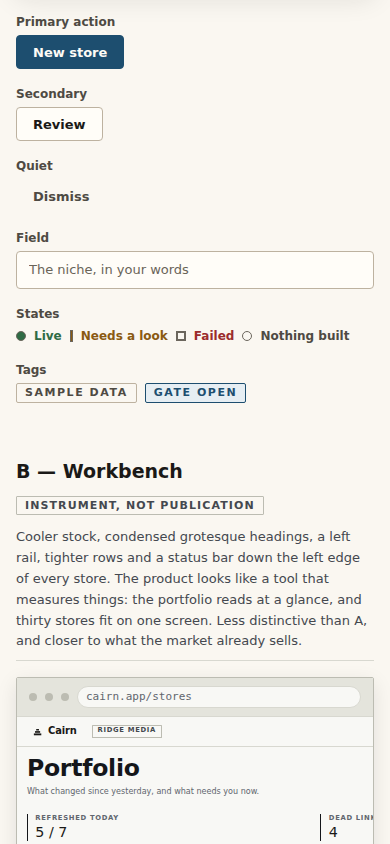 Primary action
New store
Secondary
Review
Quiet
Dismiss
Field
The niche, in your words
States
Live Needs a look Failed Nothing built
Tags
SAMPLE DATA GATE OPEN
B — Workbench
INSTRUMENT, NOT PUBLICATION
Cooler stock, condensed grotesque headings, a left
rail, tighter rows and a status bar down the left edge
of every store. The product looks like a tool that
measures things: the portfolio reads at a glance, and
thirty stores fit on one screen. Less distinctive than A,
and closer to what the market already sells.
cairn.app/stores
Cairn RIDGE MEDIA
Portfolio
What changed since yesterday, and what needs you now.
REFRESHED TODAY DEAD LINK
5 / 7 4